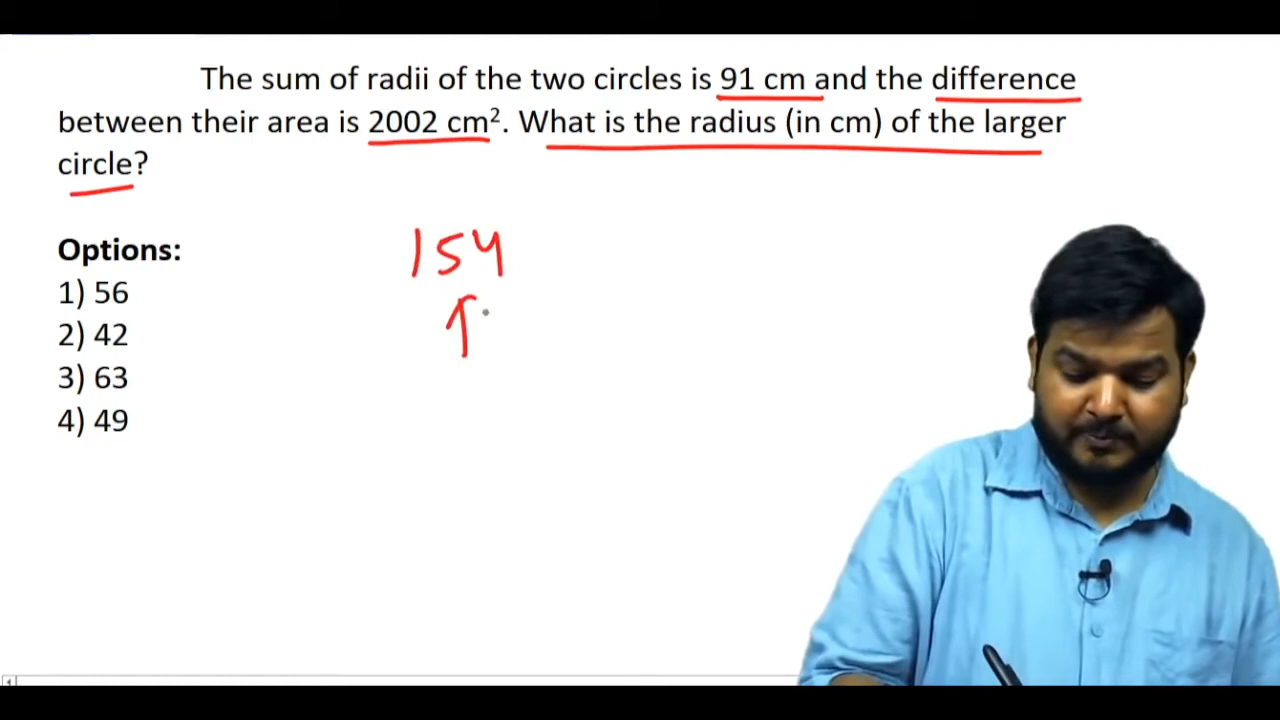 The sum of radii of the two circles is 91 cm and the difference
between their area is 2002 cm². What is the radius (in cm) of the larger
circle?
Options:
1) 56
2) 42
3) 63
4) 49
154